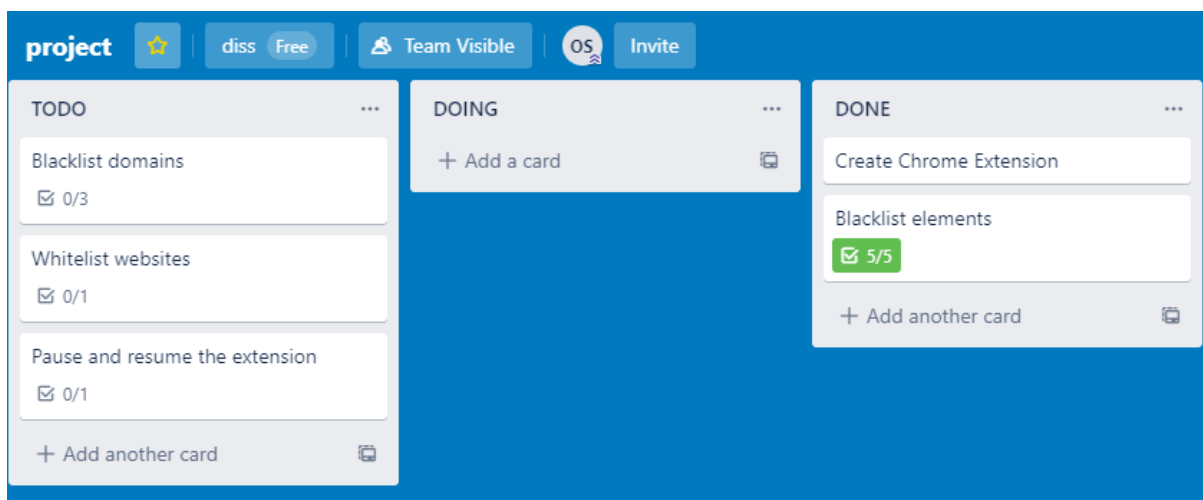 project
diss Free
Team Visible
OS
Invite
TODO
Blacklist domains
0/3
Whitelist websites
0/1
Pause and resume the extension
0/1
+ Add another card
DOING
+ Add a card
DONE
Create Chrome Extension
Blacklist elements
5/5
+ Add another card